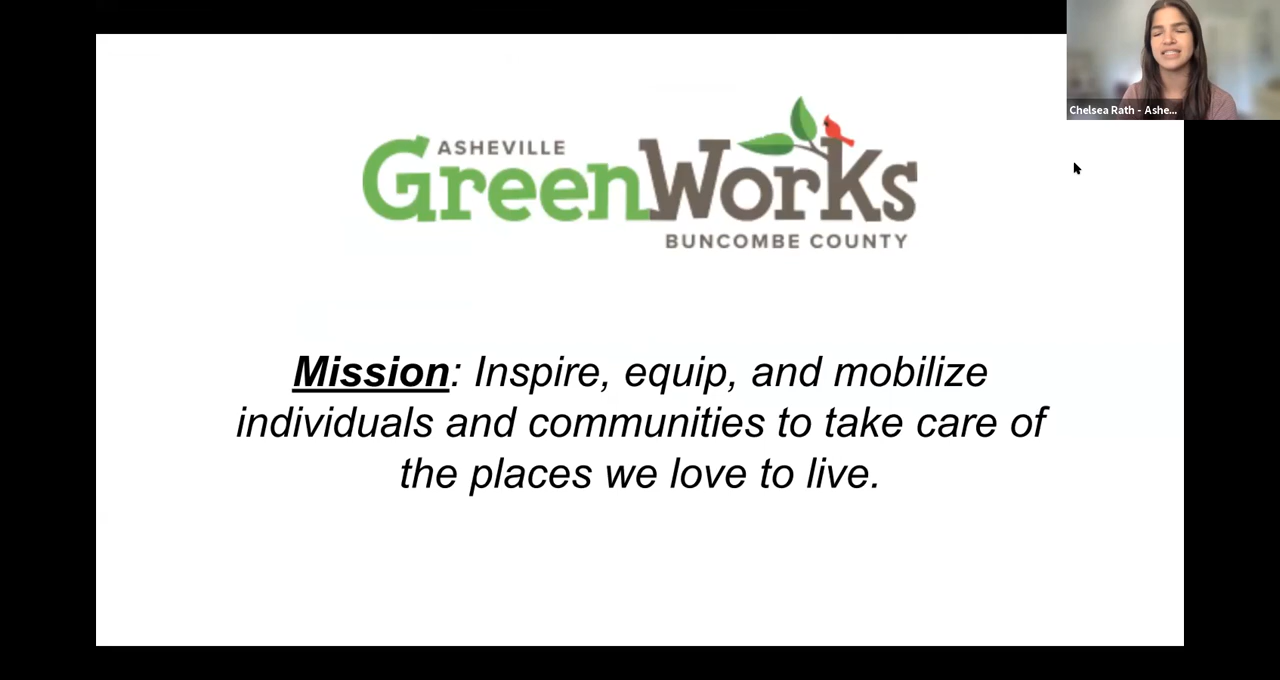 Chelsea Rath - Ashe...
ASHEVILLE
GreenWorks
BUNCOMBE COUNTY
Mission: Inspire, equip, and mobilize
individuals and communities to take care of
the places we love to live.